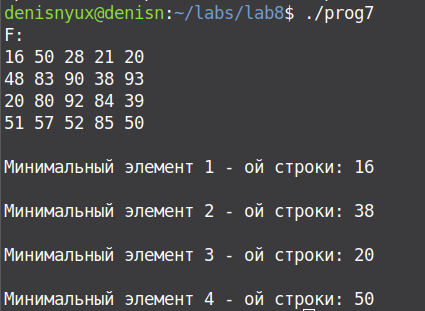 denisnyux@denisn:~/labs/lab8$ ./prog7
F:
16 50 28 21 20
48 83 90 38 93
20 80 92 84 39
51 57 52 85 50
Минимальный элемент 1 - ой строки: 16
Минимальный элемент 2 - ой строки: 38
Минимальный элемент 3 - ой строки: 20
Минимальный элемент 4 - ой строки: 50